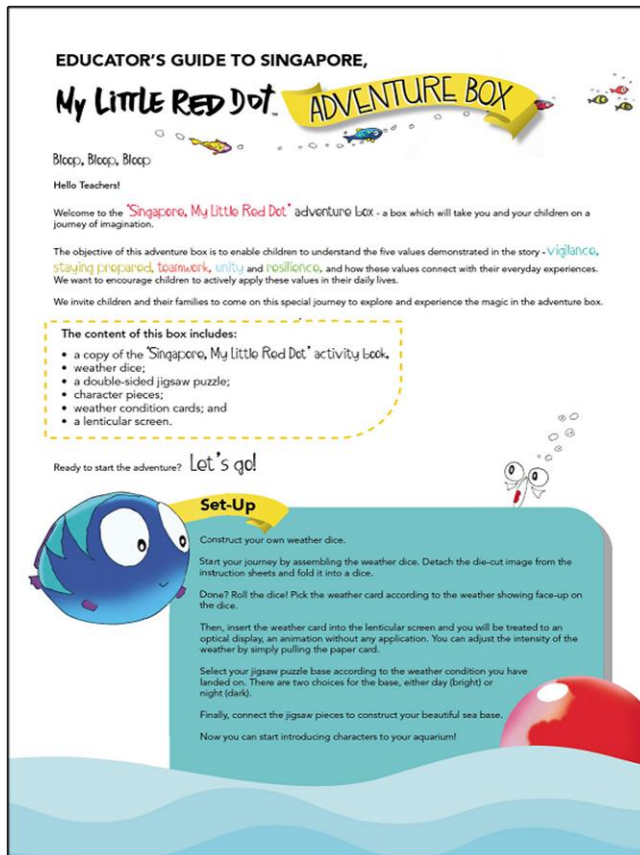 EDUCATOR'S GUIDE TO SINGAPORE,
My LiTTLE RED DOT™ ADVENTURE BOX
Bloop, Bloop, Bloop
Hello Teachers!
Welcome to the 'Singapore, My Little Red Dot' adventure box - a box which will take you and your children on a
journey of imagination.
The objective of this adventure box is to enable children to understand the five values demonstrated in the story - vigilance,
staying prepared, teamwork, unity and resilience, and how these values connect with their everyday experiences.
We want to encourage children to actively apply these values in their daily lives.
We invite children and their families to come on this special journey to explore and experience the magic in the adventure box.
The content of this box includes:
• a copy of the 'Singapore, My Little Red Dot' activity book,
• weather dice;
• a double-sided jigsaw puzzle;
• character pieces;
• weather condition cards; and
• a lenticular screen.
Ready to start the adventure? Let's go!
Set-Up
Construct your own weather dice.
Start your journey by assembling the weather dice. Detach the die-cut image from the
instruction sheets and fold it into a dice.
Done? Roll the dice! Pick the weather card according to the weather showing face-up on
the dice.
Then, insert the weather card into the lenticular screen and you will be treated to an
optical display, an animation without any application. You can adjust the intensity of the
weather by simply pulling the paper card.
Select your jigsaw puzzle base according to the weather condition you have
landed on. There are two choices for the base, either day (bright) or
night (dark).
Finally, connect the jigsaw pieces to construct your beautiful sea base.
Now you can start introducing characters to your aquarium!